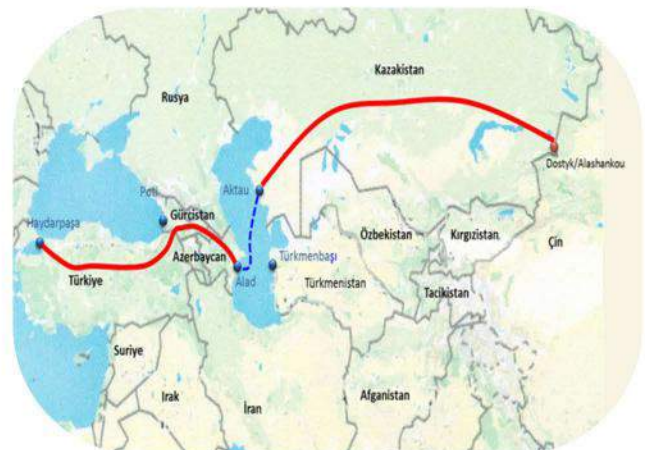 Kazakistan
Rusya
Dostyk/Alashankou
Aktau
Poti
Gürcistan
Haydarpaşa
Özbekistan
Kırgızistan
Çin
Azerbaycan
Türkmenbaşı
Türkiye
Alad
Türkmenistan
Tacikistan
Suriye
Irak
İran
Afganistan